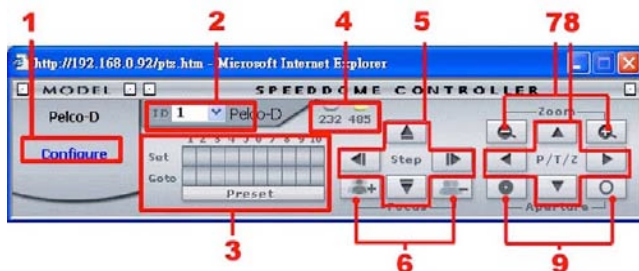 1 2 4 5 78
http://192.168.0.92/ptz.htm - Microsoft Internet Explorer
MODEL SPEEDDOME CONTROLLER
Pelco-D ID 1 Pelco-D 232 485 Zoom
Configure
1 2 3 4 5 6 7 8 9 10
Set Step P/T/Z
Goto
Preset
Focus Aperture
3 6 9